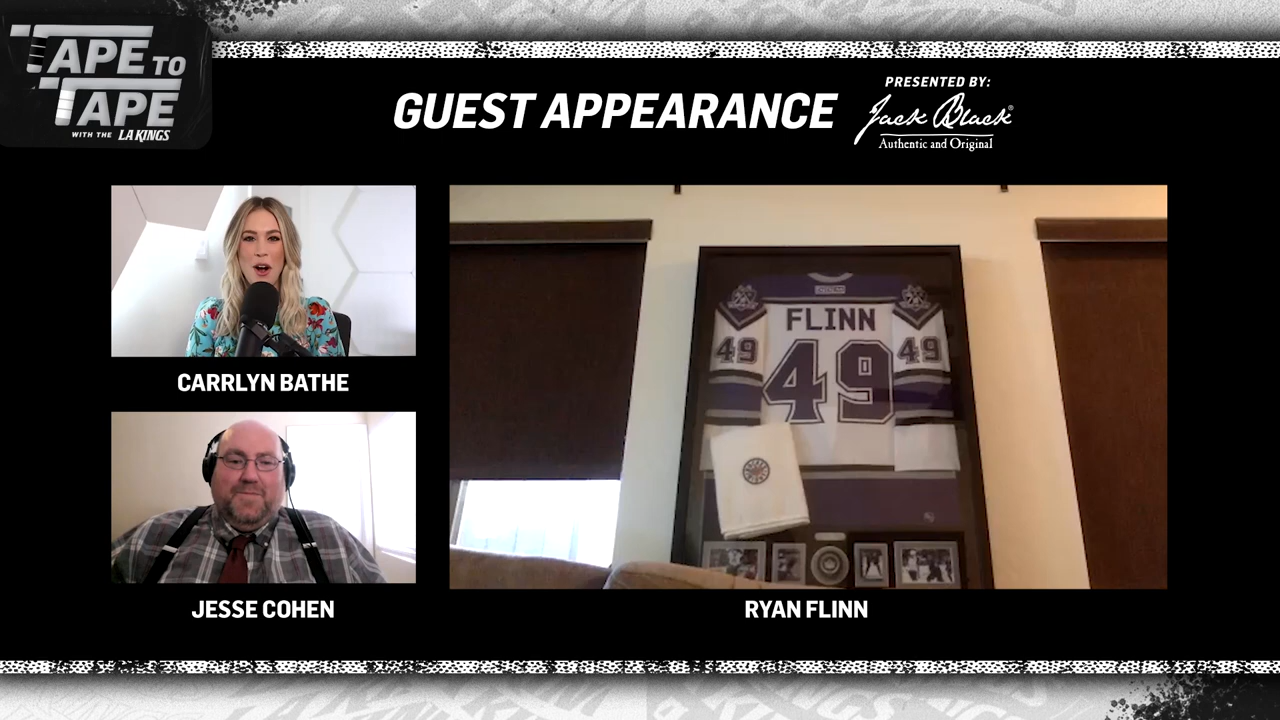 TAPE TO
TAPE
WITH THE LA KINGS
GUEST APPEARANCE
PRESENTED BY:
Jack Black®
Authentic and Original
CARRLYN BATHE
JESSE COHEN
FLINN
49
49
49
RYAN FLINN